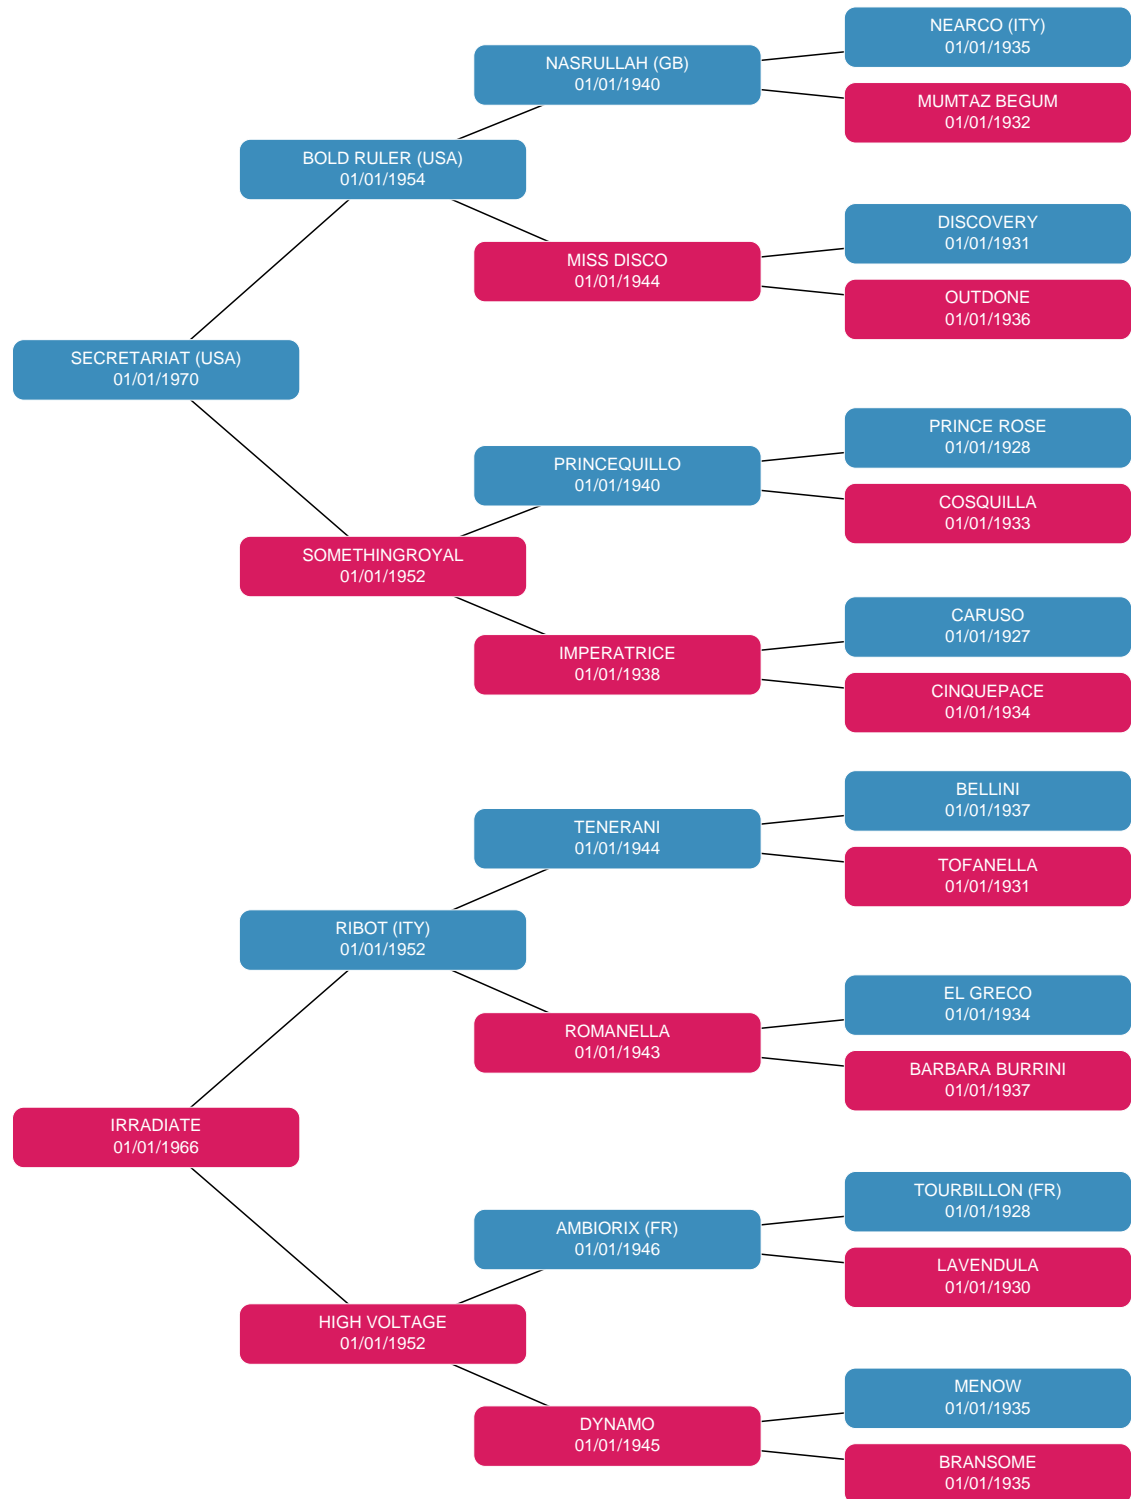 NEARCO (ITY)
01/01/1935
NASRULLAH (GB)
01/01/1940
MUMTAZ BEGUM
01/01/1932
BOLD RULER (USA)
01/01/1954
DISCOVERY
01/01/1931
MISS DISCO
01/01/1944
OUTDONE
01/01/1936
SECRETARIAT (USA)
01/01/1970
PRINCE ROSE
01/01/1928
PRINCEQUILLO
01/01/1940
COSQUILLA
01/01/1933
SOMETHINGROYAL
01/01/1952
CARUSO
01/01/1927
IMPERATRICE
01/01/1938
CINQUEPACE
01/01/1934
BELLINI
01/01/1937
TENERANI
01/01/1944
TOFANELLA
01/01/1931
RIBOT (ITY)
01/01/1952
EL GRECO
01/01/1934
ROMANELLA
01/01/1943
BARBARA BURRINI
01/01/1937
IRRADIATE
01/01/1966
TOURBILLON (FR)
01/01/1928
AMBIORIX (FR)
01/01/1946
LAVENDULA
01/01/1930
HIGH VOLTAGE
01/01/1952
MENOW
01/01/1935
DYNAMO
01/01/1945
BRANSOME
01/01/1935